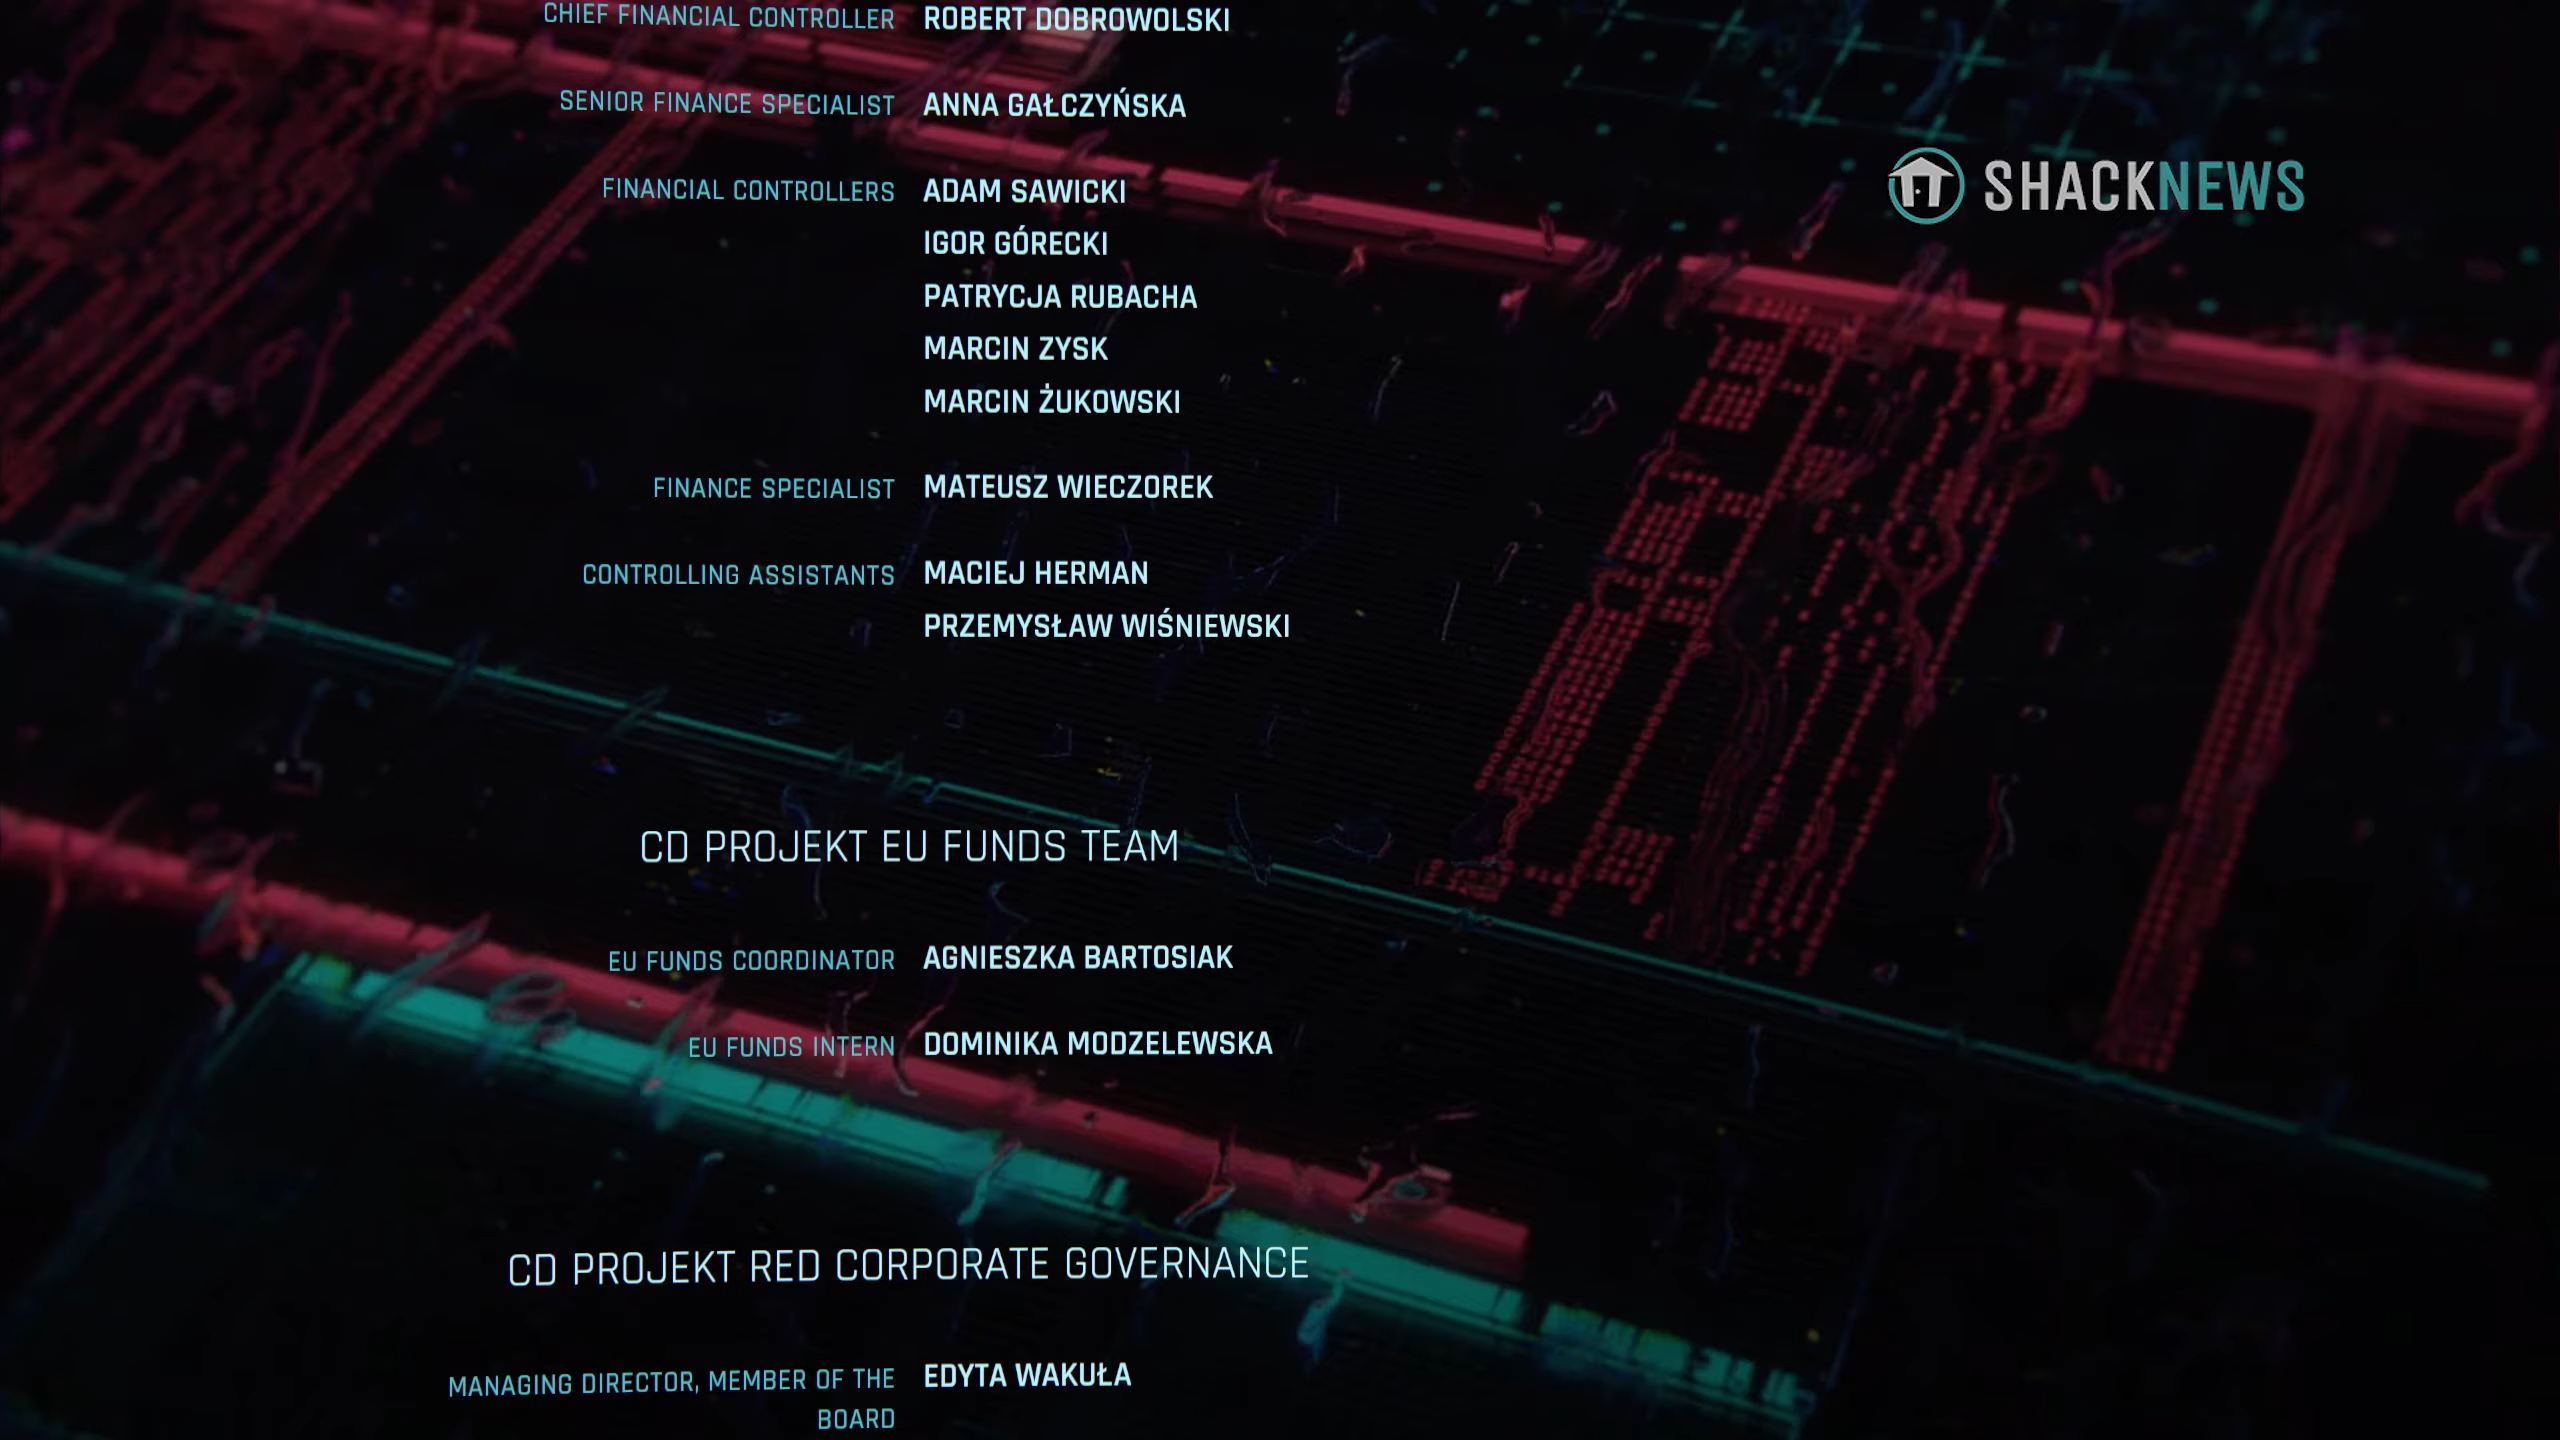 CHIEF FINANCIAL CONTROLLER ROBERT DOBROWOLSKI
SENIOR FINANCE SPECIALIST ANNA GAŁCZYŃSKA
SHACKNEWS
FINANCIAL CONTROLLERS ADAM SAWICKI
IGOR GÓRECKI
PATRYCJA RUBACHA
MARCIN ZYSK
MARCIN ŻUKOWSKI
FINANCE SPECIALIST MATEUSZ WIECZOREK
CONTROLLING ASSISTANTS MACIEJ HERMAN
PRZEMYSŁAW WIŚNIEWSKI
CD PROJEKT EU FUNDS TEAM
EU FUNDS COORDINATOR AGNIESZKA BARTOSIAK
EU FUNDS INTERN DOMINIKA MODZELEWSKA
CD PROJEKT RED CORPORATE GOVERNANCE
MANAGING DIRECTOR, MEMBER OF THE EDYTA WAKUŁA
BOARD